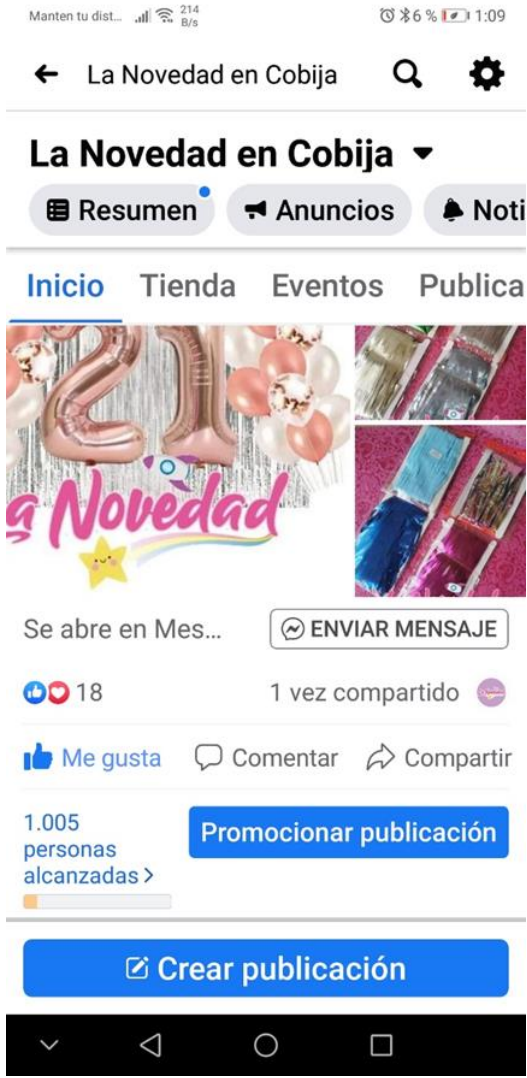 Manten tu dist... 214 B/s 6 % 1:09
La Novedad en Cobija
La Novedad en Cobija
Resumen Anuncios Noti
Inicio Tienda Eventos Publica
21
a Novedad
Se abre en Mes... ENVIAR MENSAJE
18 1 vez compartido
Me gusta Comentar Compartir
1.005
personas
alcanzadas >
Promocionar publicación
Crear publicación